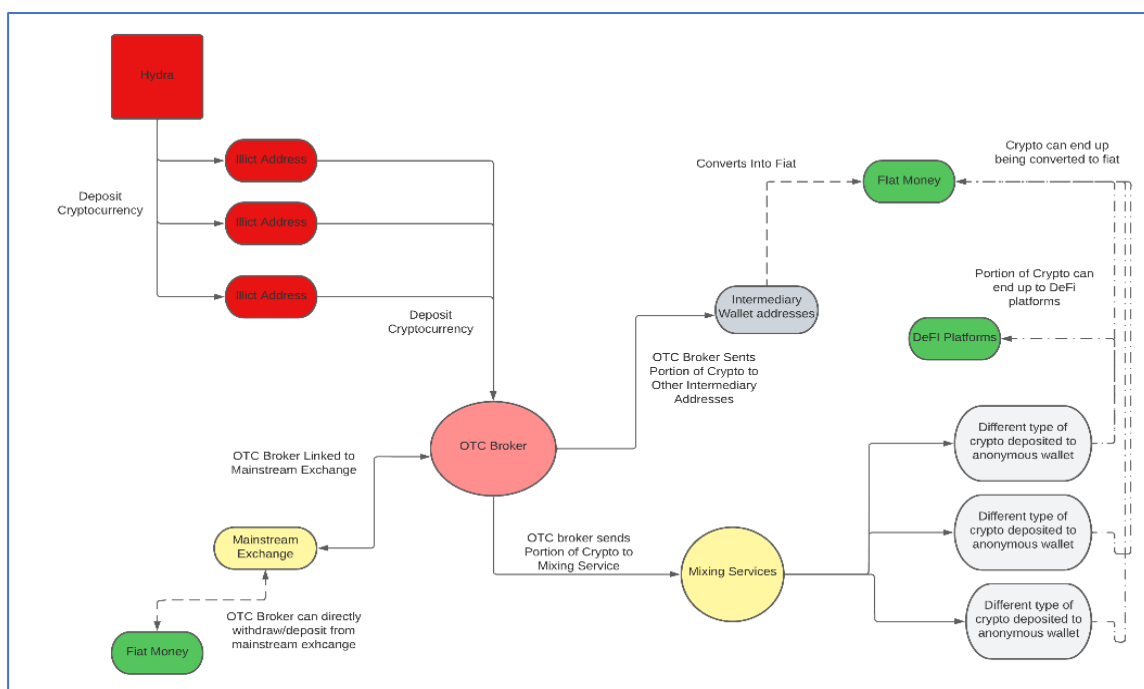 Hydra
Illict Address
Deposit
Cryptocurrency
Illict Address
Illict Address
Deposit
Cryptocurrency
Converts Into Fiat
Crypto can end up
being converted to fiat
FIat Money
Portion of Crypto can
end up to DeFi
platforms
Intermediary
Wallet addresses
DeFI Platforms
OTC Broker Sents
Portion of Crypto to
Other Intermediary
Addresses
OTC Broker
Different type of
crypto deposited to
anonymous wallet
OTC Broker Linked to
Mainstream Exchange
Mainstream
Exchange
OTC broker sends
Portion of Crypto to
Mixing Service
Mixing Services
Different type of
crypto deposited to
anonymous wallet
OTC Broker can directly
withdraw/deposit from
mainstream exhcange
Fiat Money
Different type of
crypto deposited to
anonymous wallet